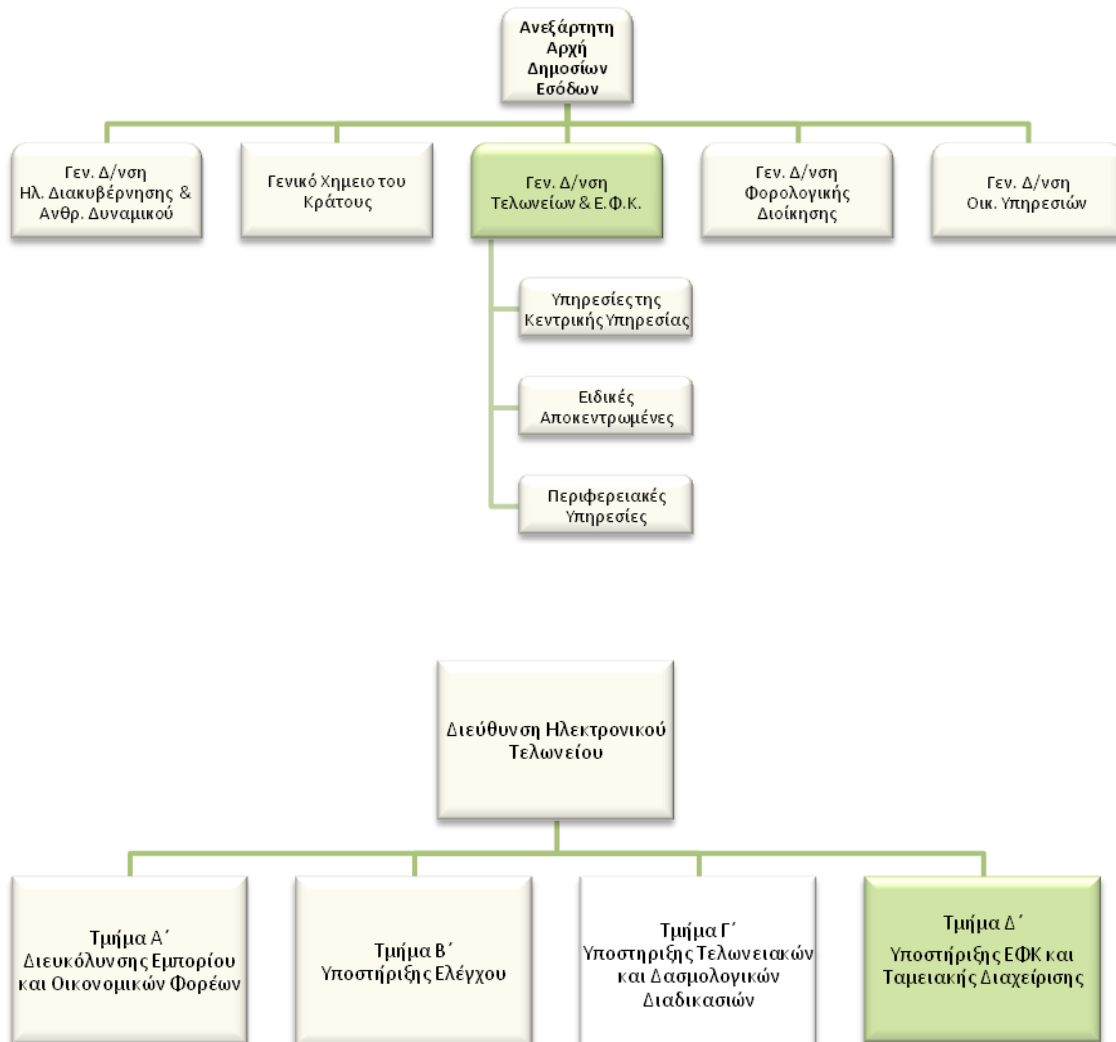 Ανεξάρτητη
Αρχή
Δημοσίων
Εσόδων
Γεν. Δ/νση
Ηλ. Διακυβέρνησης &
Ανθρ. Δυναμικού
Γενικό Χημειο του
Κράτους
Γεν. Δ/νση
Τελωνείων & Ε.Φ.Κ.
Γεν. Δ/νση
Φορολογικής
Διοίκησης
Γεν. Δ/νση
Οικ. Υπηρεσιών
Υπηρεσίες της
Κεντρικής Υπηρεσίας
Ειδικές
Αποκεντρωμένες
Περιφερειακές
Υπηρεσίες
Διεύθυνση Ηλεκτρονικού
Τελωνείου
Τμήμα Α΄
Διευκόλυνσης Εμπορίου
και Οικονομικών Φορέων
Τμήμα Β΄
Υποστήριξης Ελέγχου
Τμήμα Γ΄
Υποστηριξης Τελωνειακών
και Δασμολογικών
Διαδικασιών
Τμήμα Δ΄
Υποστήριξης ΕΦΚ και
Ταμειακής Διαχείρισης